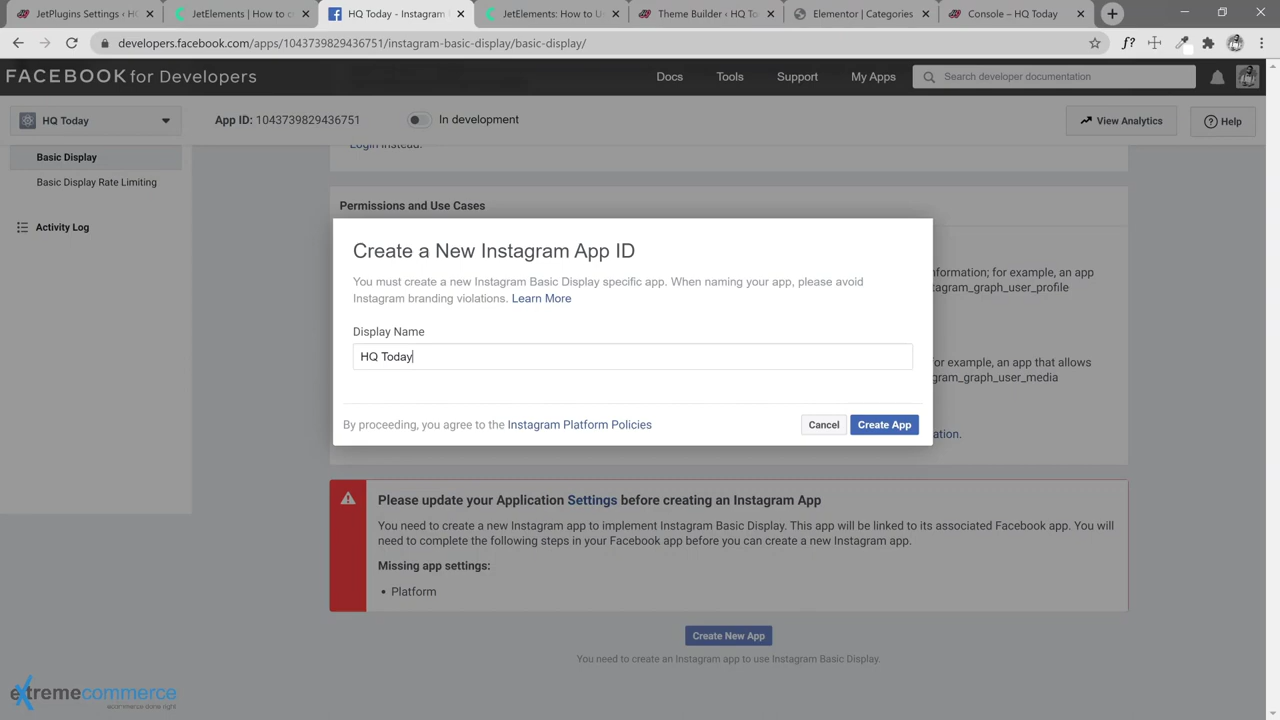 JetPlugins Settings ‹ HQ
JetElements | How to c
HQ Today - Instagram
JetElements: How to U
Theme Builder ‹ HQ To
Elementor | Categories
Console – HQ Today
developers.facebook.com/apps/1043739829436751/instagram-basic-display/basic-display/
FACEBOOK for Developers
Docs
Tools
Support
My Apps
Search developer documentation
HQ Today
App ID: 1043739829436751
In development
View Analytics
Help
Basic Display
Basic Display Rate Limiting
Activity Log
Login instead.
Permissions and Use Cases
Create a New Instagram App ID
You must create a new Instagram Basic Display specific app. When naming your app, please avoid
Instagram branding violations. Learn More
Display Name
HQ Today
By proceeding, you agree to the Instagram Platform Policies
Cancel
Create App
nformation; for example, an app
stagram_graph_user_profile
for example, an app that allows
gram_graph_user_media
ation.
Please update your Application Settings before creating an Instagram App
You need to create a new Instagram app to implement Instagram Basic Display. This app will be linked to its associated Facebook app. You will
need to complete the following steps in your Facebook app before you can create a new Instagram app.
Missing app settings:
• Platform
Create New App
You need to create an Instagram app to use Instagram Basic Display.
extremecommerce
ecommerce done right